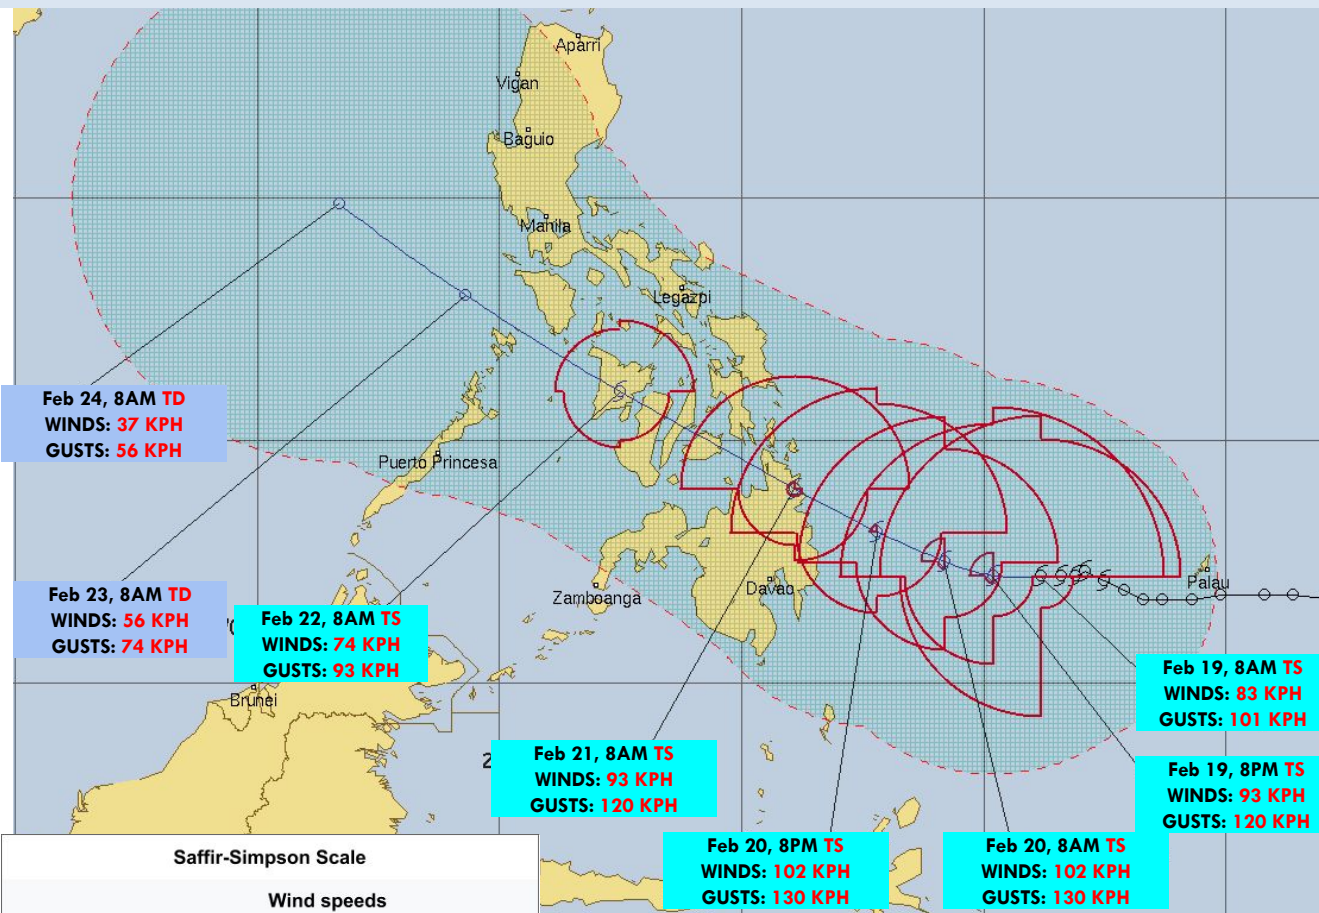 Aparri
Vigan
Baguio
Manila
Legazpi
Puerto Princesa
Zamboanga
Davao
Palau
Brunei
Feb 24, 8AM TD
WINDS: 37 KPH
GUSTS: 56 KPH
Feb 23, 8AM TD
WINDS: 56 KPH
GUSTS: 74 KPH
Feb 22, 8AM TS
WINDS: 74 KPH
GUSTS: 93 KPH
Feb 21, 8AM TS
WINDS: 93 KPH
GUSTS: 120 KPH
Feb 20, 8PM TS
WINDS: 102 KPH
GUSTS: 130 KPH
Feb 20, 8AM TS
WINDS: 102 KPH
GUSTS: 130 KPH
Feb 19, 8AM TS
WINDS: 83 KPH
GUSTS: 101 KPH
Feb 19, 8PM TS
WINDS: 93 KPH
GUSTS: 120 KPH
Saffir-Simpson Scale
Wind speeds